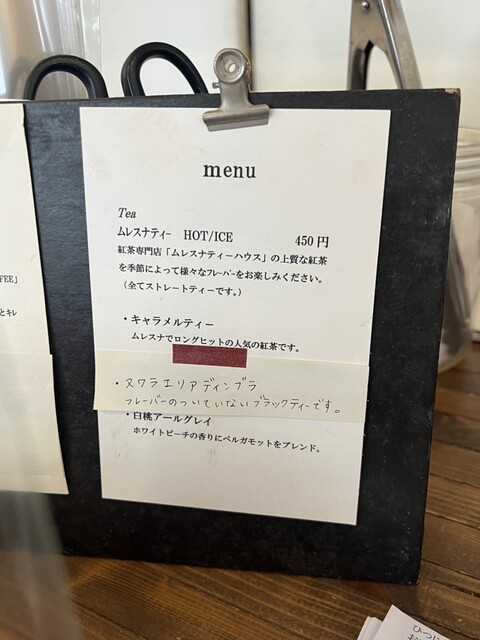 FEE」
とキレ
menu
Tea
ムレスナティー HOT/ICE 450円
紅茶専門店「ムレスナティーハウス」の上質な紅茶
を季節によって様々なフレーバーをお楽しみください。
(全てストレートティーです。)
・キャラメルティー
ムレスナでロングヒットの人気の紅茶です。
・ヌワラエリアディンブラ
フレーバーのついていないブラックティーです。
・白桃アールグレイ
ホワイトピーチの香りにベルガモットをブレンド。